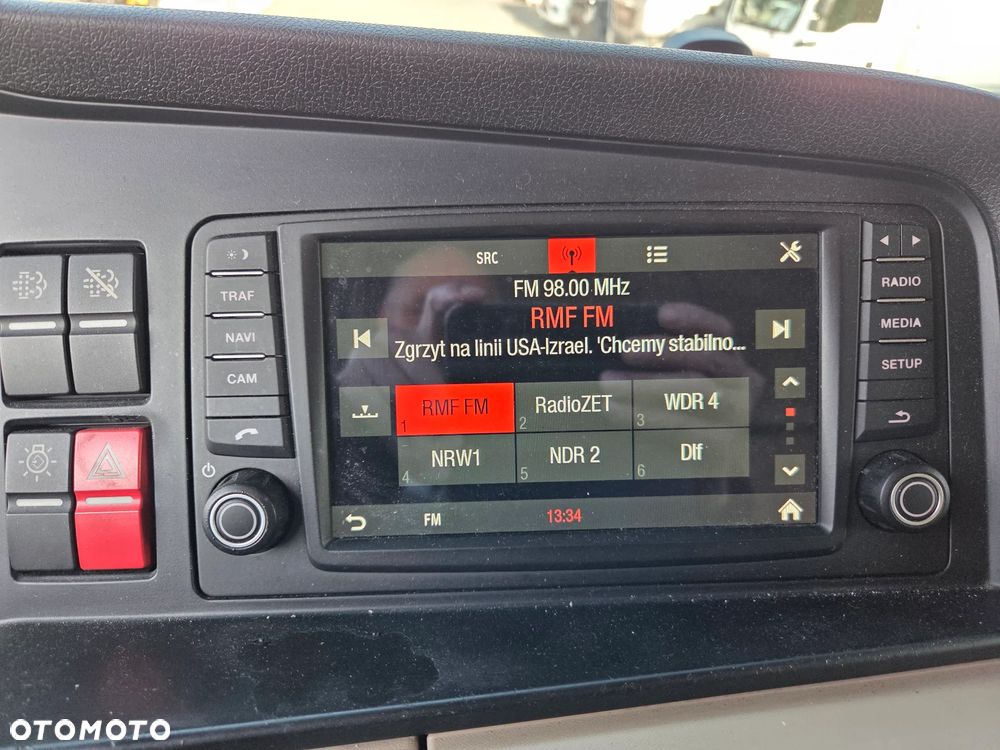 SRC
FM 98.00 MHz
RMF FM
Zgrzyt na linii USA-Izrael. 'Chcemy stabilno...
1 RMF FM
2 RadioZET
3 WDR 4
4 NRW1
5 NDR 2
6 Dlf
FM
13:34
TRAF
NAVI
CAM
RADIO
MEDIA
SETUP
OTOMOTO